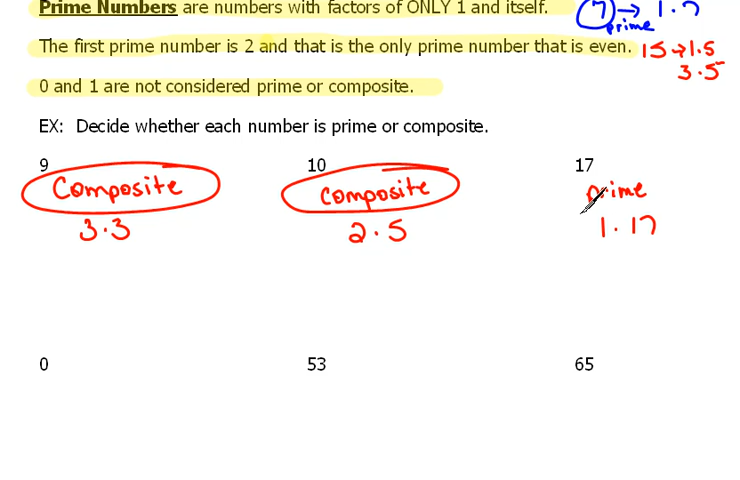 Prime Numbers are numbers with factors of ONLY 1 and itself. 7 → 1.7
prime
The first prime number is 2 and that is the only prime number that is even. 15 → 1.5
3.5
0 and 1 are not considered prime or composite.
EX: Decide whether each number is prime or composite.
9 10 17
Composite composite prime
3.3 2.5 1.17
0 53 65